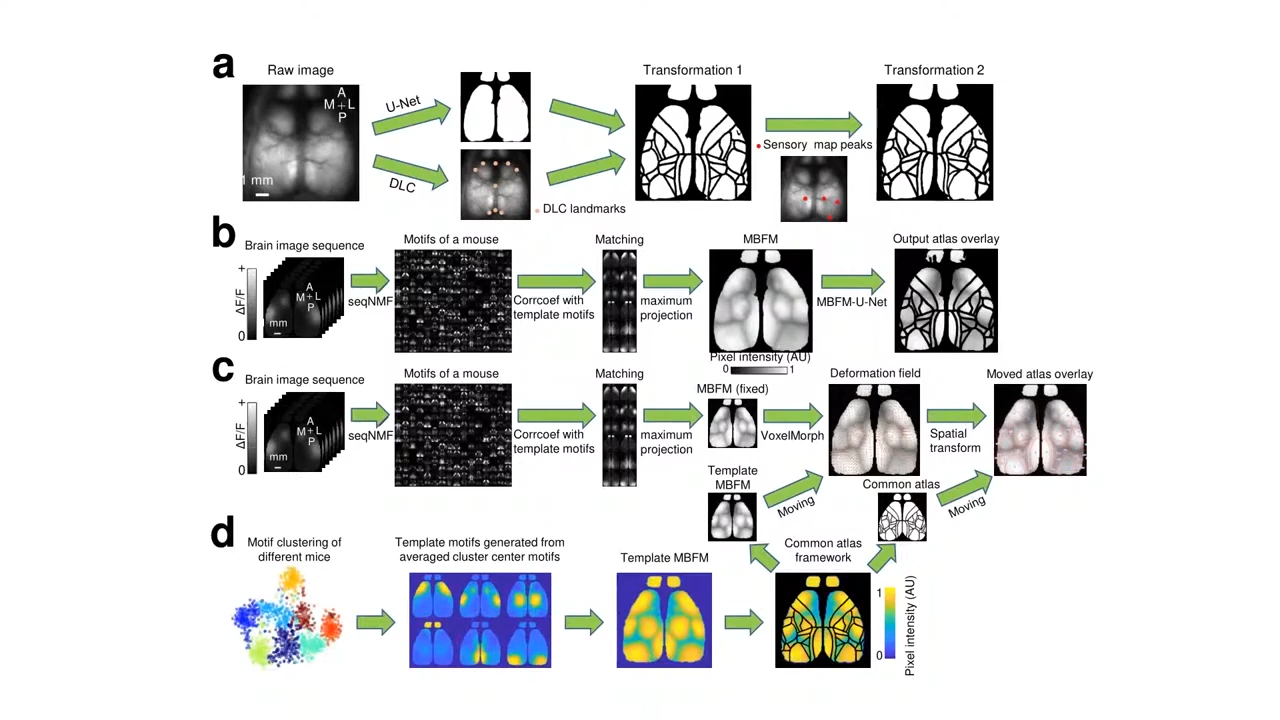 a
Raw image
A
M + L
P
1 mm
U-Net
DLC
DLC landmarks
Transformation 1
Sensory map peaks
Transformation 2
b
Brain image sequence
+
ΔF/F
0
A
M + L
P
mm
seqNMF
Motifs of a mouse
Corrcoef with
template motifs
Matching
maximum
projection
MBFM
Pixel intensity (AU)
0 1
MBFM-U-Net
Output atlas overlay
c
Brain image sequence
+
ΔF/F
0
A
M + L
P
mm
seqNMF
Motifs of a mouse
Corrcoef with
template motifs
Matching
maximum
projection
MBFM (fixed)
VoxelMorph
Template
MBFM
Moving
Deformation field
Spatial
transform
Common atlas
Moving
Moved atlas overlay
d
Motif clustering of
different mice
Template motifs generated from
averaged cluster center motifs
Template MBFM
Common atlas
framework
1
0
Pixel intensity (AU)